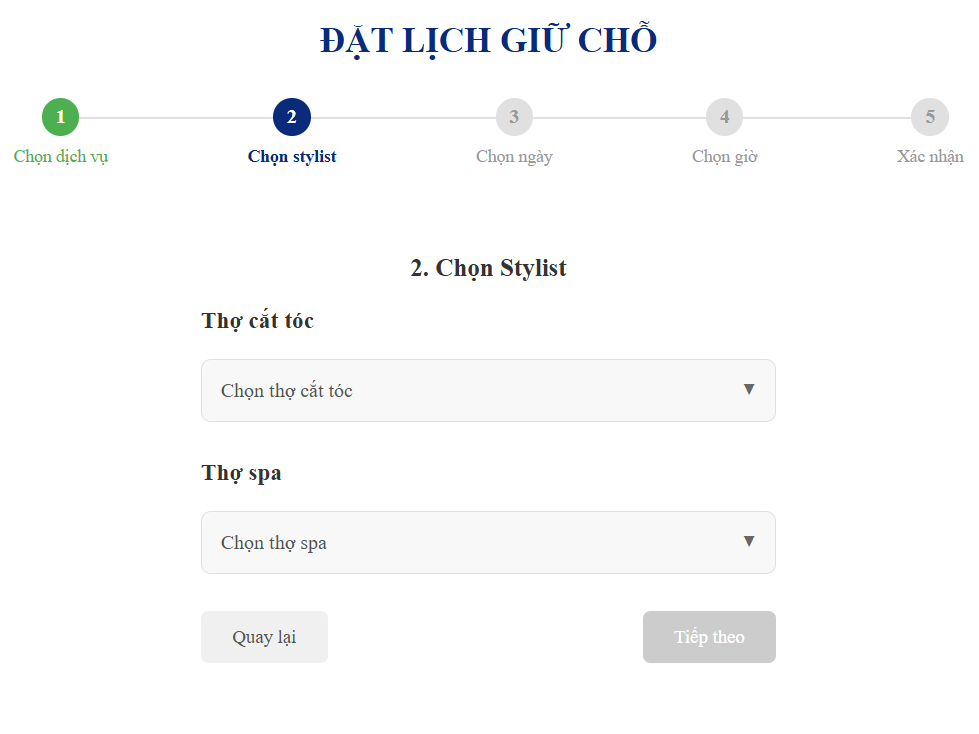 ĐẶT LỊCH GIỮ CHỖ
1 2 3 4 5
Chọn dịch vụ Chọn stylist Chọn ngày Chọn giờ Xác nhận
2. Chọn Stylist
Thợ cắt tóc
Chọn thợ cắt tóc ▼
Thợ spa
Chọn thợ spa ▼
Quay lại Tiếp theo